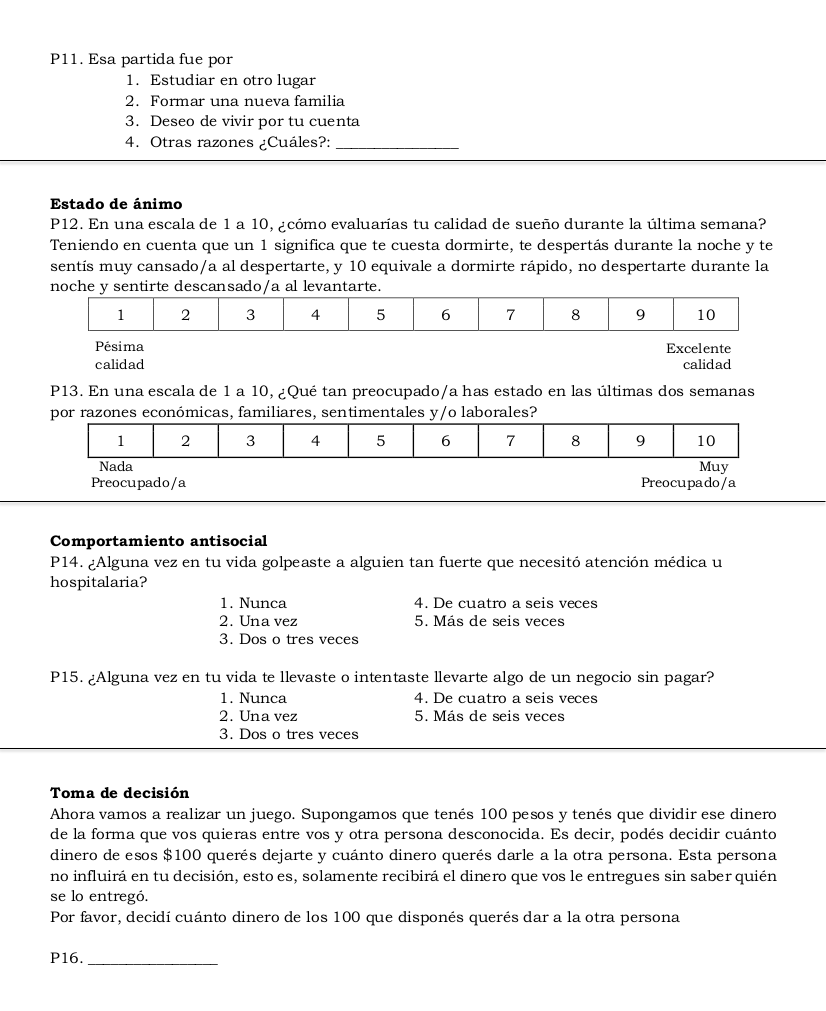 P11. Esa partida fue por
1. Estudiar en otro lugar
2. Formar una nueva familia
3. Deseo de vivir por tu cuenta
4. Otras razones ¿Cuáles?: _________________
Estado de ánimo
P12. En una escala de 1 a 10, ¿cómo evaluarías tu calidad de sueño durante la última semana?
Teniendo en cuenta que un 1 significa que te cuesta dormirte, te despertás durante la noche y te
sentís muy cansado/a al despertarte, y 10 equivale a dormirte rápido, no despertarte durante la
noche y sentirte descansado/a al levantarte.
1 2 3 4 5 6 7 8 9 10
Pésima Excelente
calidad calidad
P13. En una escala de 1 a 10, ¿Qué tan preocupado/a has estado en las últimas dos semanas
por razones económicas, familiares, sentimentales y/o laborales?
1 2 3 4 5 6 7 8 9 10
Nada Muy
Preocupado/a Preocupado/a
Comportamiento antisocial
P14. ¿Alguna vez en tu vida golpeaste a alguien tan fuerte que necesitó atención médica u
hospitalaria?
1. Nunca 4. De cuatro a seis veces
2. Una vez 5. Más de seis veces
3. Dos o tres veces
P15. ¿Alguna vez en tu vida te llevaste o intentaste llevarte algo de un negocio sin pagar?
1. Nunca 4. De cuatro a seis veces
2. Una vez 5. Más de seis veces
3. Dos o tres veces
Toma de decisión
Ahora vamos a realizar un juego. Supongamos que tenés 100 pesos y tenés que dividir ese dinero
de la forma que vos quieras entre vos y otra persona desconocida. Es decir, podés decidir cuánto
dinero de esos $100 querés dejarte y cuánto dinero querés darle a la otra persona. Esta persona
no influirá en tu decisión, esto es, solamente recibirá el dinero que vos le entregues sin saber quién
se lo entregó.
Por favor, decidí cuánto dinero de los 100 que disponés querés dar a la otra persona
P16. __________________